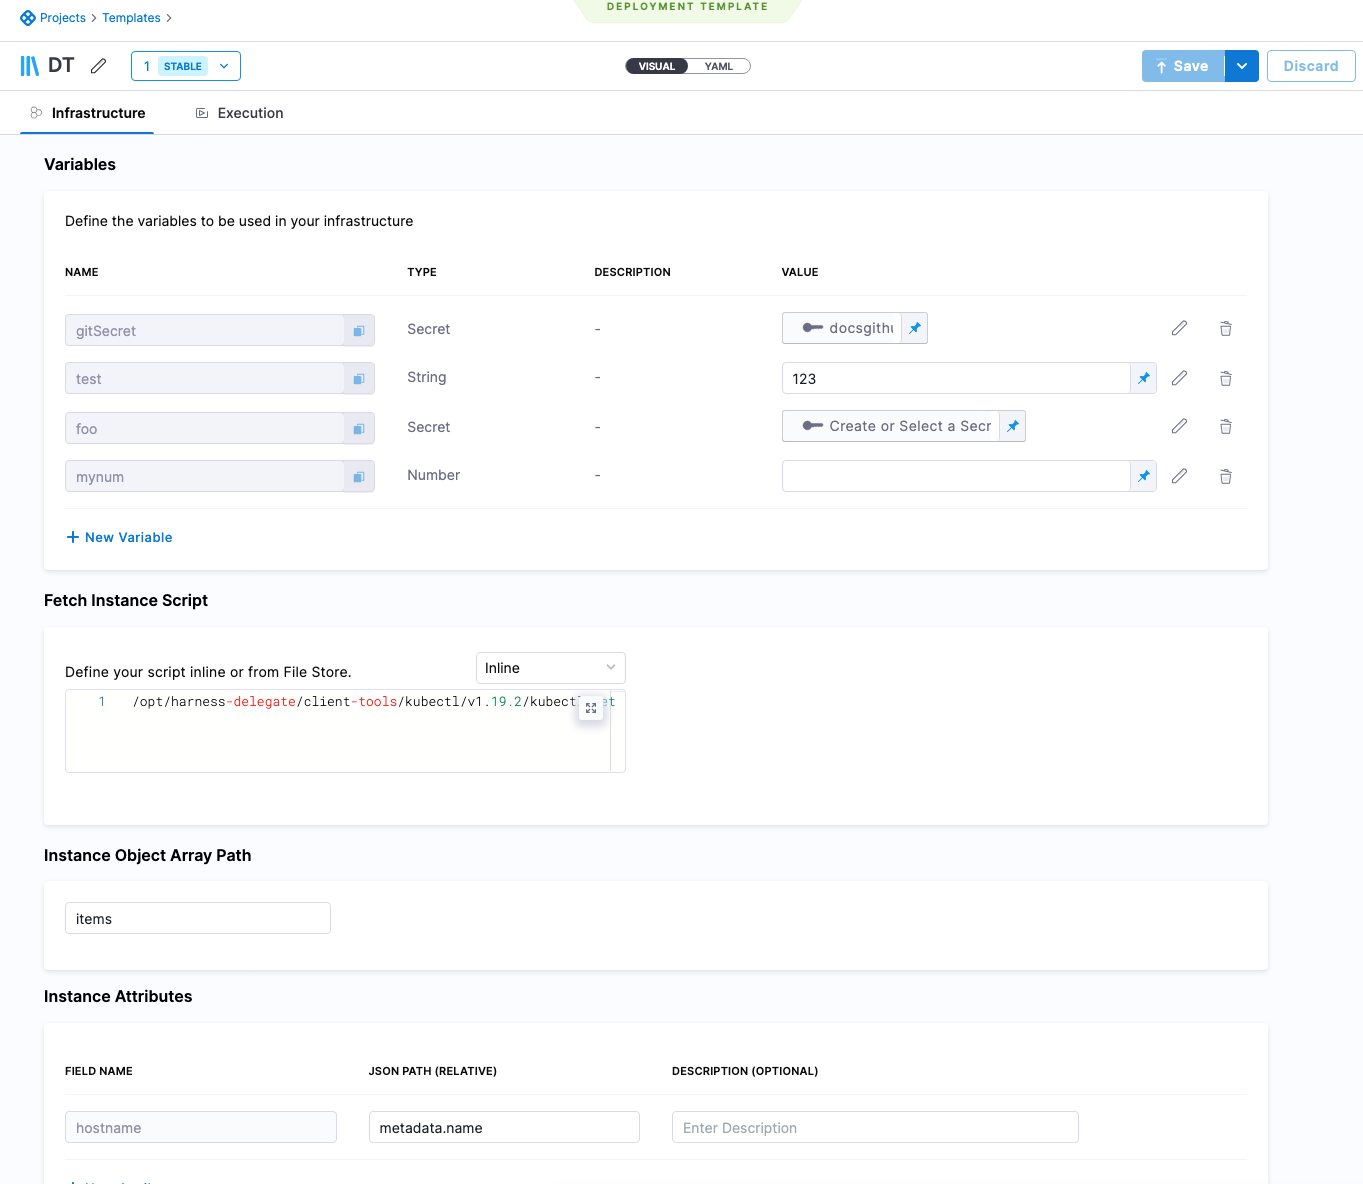 DEPLOYMENT TEMPLATE
Projects > Templates >
DT 1 STABLE VISUAL YAML Save Discard
Infrastructure Execution
Variables
Define the variables to be used in your infrastructure
NAME TYPE DESCRIPTION VALUE
gitSecret Secret - docsgith
test String - 123
foo Secret - Create or Select a Secr
mynum Number -
+ New Variable
Fetch Instance Script
Define your script inline or from File Store. Inline
1 /opt/harness-delegate/client-tools/kubectl/v1.19.2/kubect
Instance Object Array Path
items
Instance Attributes
FIELD NAME JSON PATH (RELATIVE) DESCRIPTION (OPTIONAL)
hostname metadata.name Enter Description